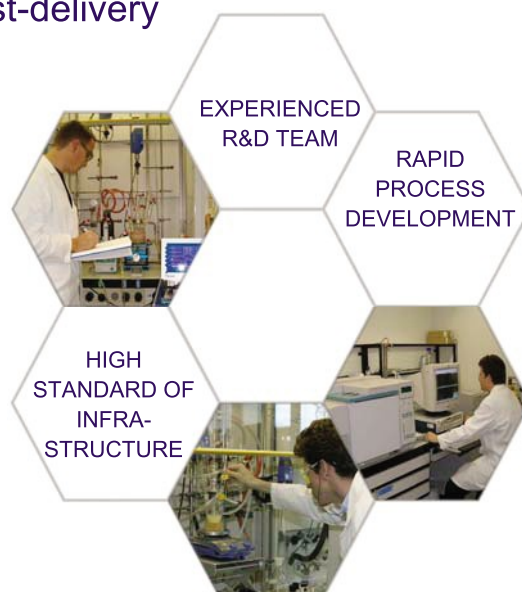 st-delivery
EXPERIENCED
R&D TEAM
RAPID
PROCESS
DEVELOPMENT
HIGH
STANDARD OF
INFRA-
STRUCTURE